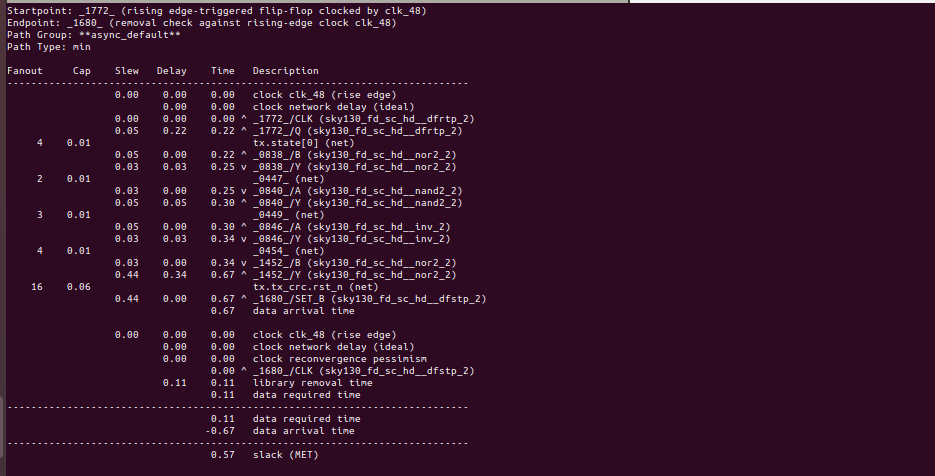 Startpoint: _1772_ (rising edge-triggered flip-flop clocked by clk_48)
Endpoint: _1680_ (removal check against rising-edge clock clk_48)
Path Group: **async_default**
Path Type: min
Fanout Cap Slew Delay Time Description
-----------------------------------------------------------------------------
0.00 0.00 0.00 clock clk_48 (rise edge)
0.00 0.00 clock network delay (ideal)
0.00 0.00 0.00 ^ _1772_/CLK (sky130_fd_sc_hd__dfrtp_2)
0.05 0.22 0.22 ^ _1772_/Q (sky130_fd_sc_hd__dfrtp_2)
4 0.01 tx.state[0] (net)
0.05 0.00 0.22 ^ _0838_/B (sky130_fd_sc_hd__nor2_2)
0.03 0.03 0.25 v _0838_/Y (sky130_fd_sc_hd__nor2_2)
2 0.01 _0447_ (net)
0.03 0.00 0.25 v _0840_/A (sky130_fd_sc_hd__nand2_2)
0.05 0.05 0.30 ^ _0840_/Y (sky130_fd_sc_hd__nand2_2)
3 0.01 _0449_ (net)
0.05 0.00 0.30 ^ _0846_/A (sky130_fd_sc_hd__inv_2)
0.03 0.03 0.34 v _0846_/Y (sky130_fd_sc_hd__inv_2)
4 0.01 _0454_ (net)
0.03 0.00 0.34 v _1452_/B (sky130_fd_sc_hd__nor2_2)
0.44 0.34 0.67 ^ _1452_/Y (sky130_fd_sc_hd__nor2_2)
16 0.06 tx.tx_crc.rst_n (net)
0.44 0.00 0.67 ^ _1680_/SET_B (sky130_fd_sc_hd__dfstp_2)
0.67 data arrival time
0.00 0.00 0.00 clock clk_48 (rise edge)
0.00 0.00 clock network delay (ideal)
0.00 0.00 clock reconvergence pessimism
0.00 ^ _1680_/CLK (sky130_fd_sc_hd__dfstp_2)
0.11 0.11 library removal time
0.11 data required time
-----------------------------------------------------------------------------
0.11 data required time
-0.67 data arrival time
-----------------------------------------------------------------------------
0.57 slack (MET)